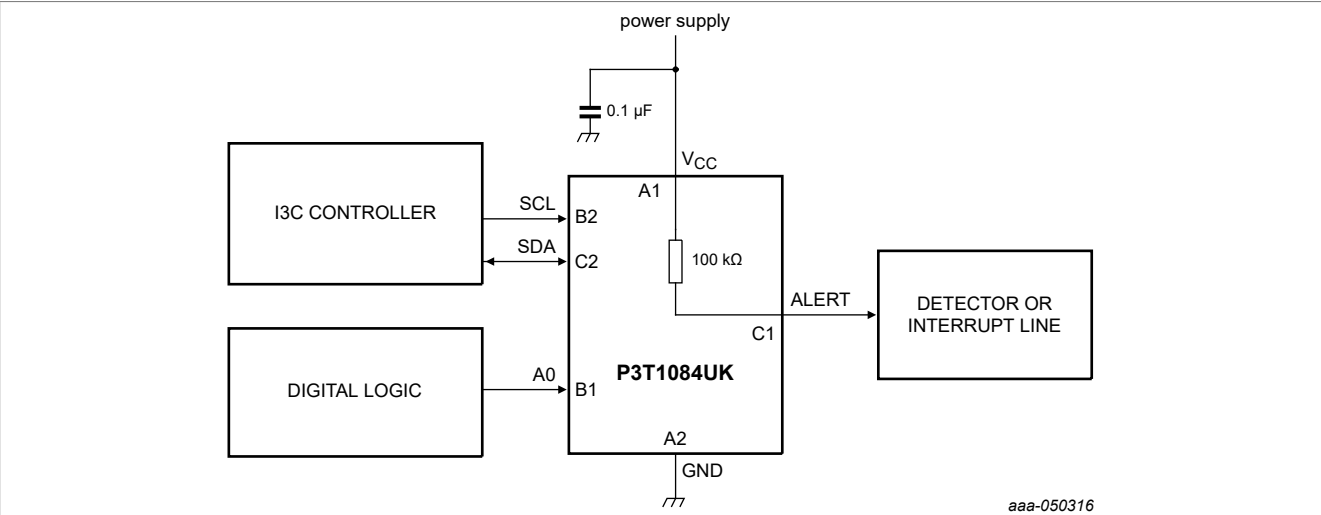 power supply
0.1 µF
VCC
A1
I3C CONTROLLER
SCL
B2
SDA
C2
100 kΩ
ALERT
C1
DETECTOR OR
INTERRUPT LINE
P3T1084UK
DIGITAL LOGIC
A0
B1
A2
GND
aaa-050316